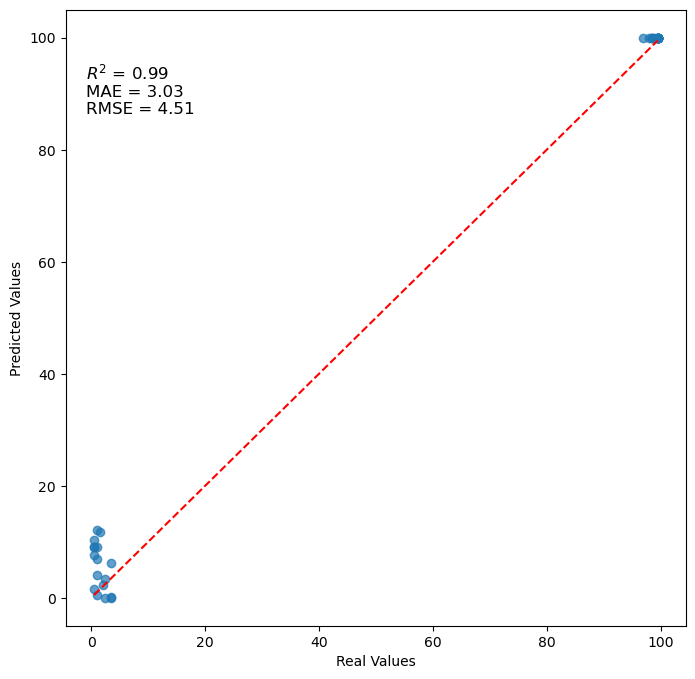 100
80
60
40
20
0
Predicted Values
R² = 0.99
MAE = 3.03
RMSE = 4.51
0 20 40 60 80 100
Real Values